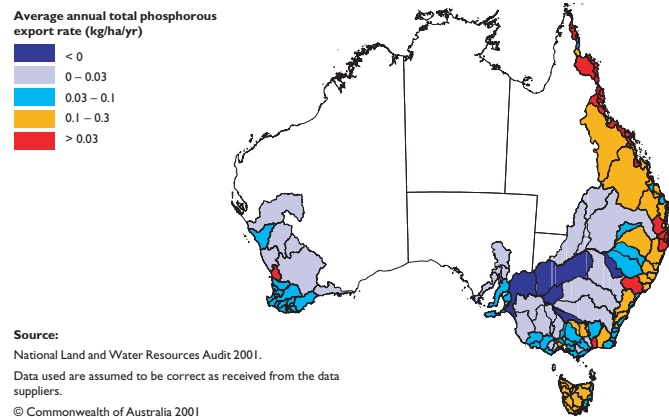 Average annual total phosphorous
export rate (kg/ha/yr)
< 0
0 – 0.03
0.03 – 0.1
0.1 – 0.3
> 0.03
Source:
National Land and Water Resources Audit 2001.
Data used are assumed to be correct as received from the data
suppliers.
© Commonwealth of Australia 2001